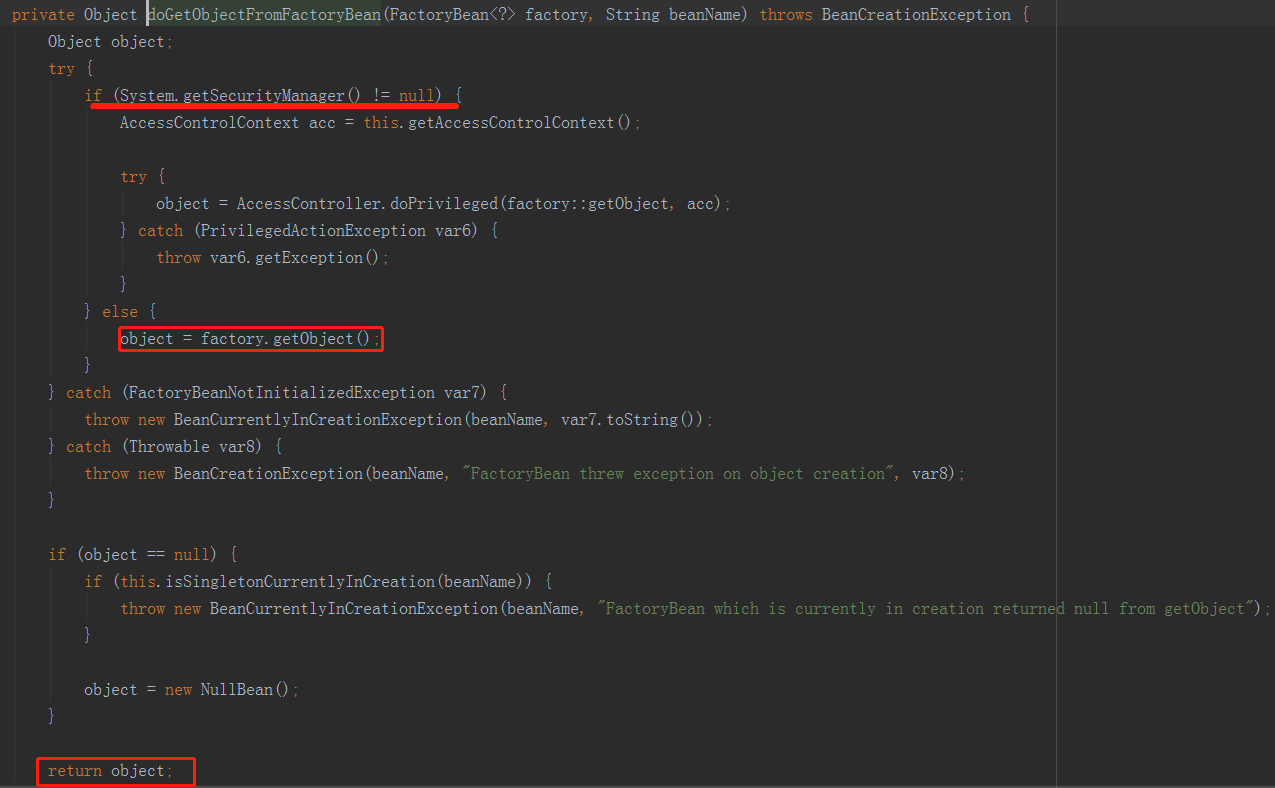 private Object doGetObjectFromFactoryBean(FactoryBean<?> factory, String beanName) throws BeanCreationException {
Object object;
try {
if (System.getSecurityManager() != null) {
AccessControlContext acc = this.getAccessControlContext();
try {
object = AccessController.doPrivileged(factory::getObject, acc);
} catch (PrivilegedActionException var6) {
throw var6.getException();
}
} else {
object = factory.getObject();
}
} catch (FactoryBeanNotInitializedException var7) {
throw new BeanCurrentlyInCreationException(beanName, var7.toString());
} catch (Throwable var8) {
throw new BeanCreationException(beanName, "FactoryBean threw exception on object creation", var8);
}
if (object == null) {
if (this.isSingletonCurrentlyInCreation(beanName)) {
throw new BeanCurrentlyInCreationException(beanName, "FactoryBean which is currently in creation returned null from getObject");
}
object = new NullBean();
}
return object;